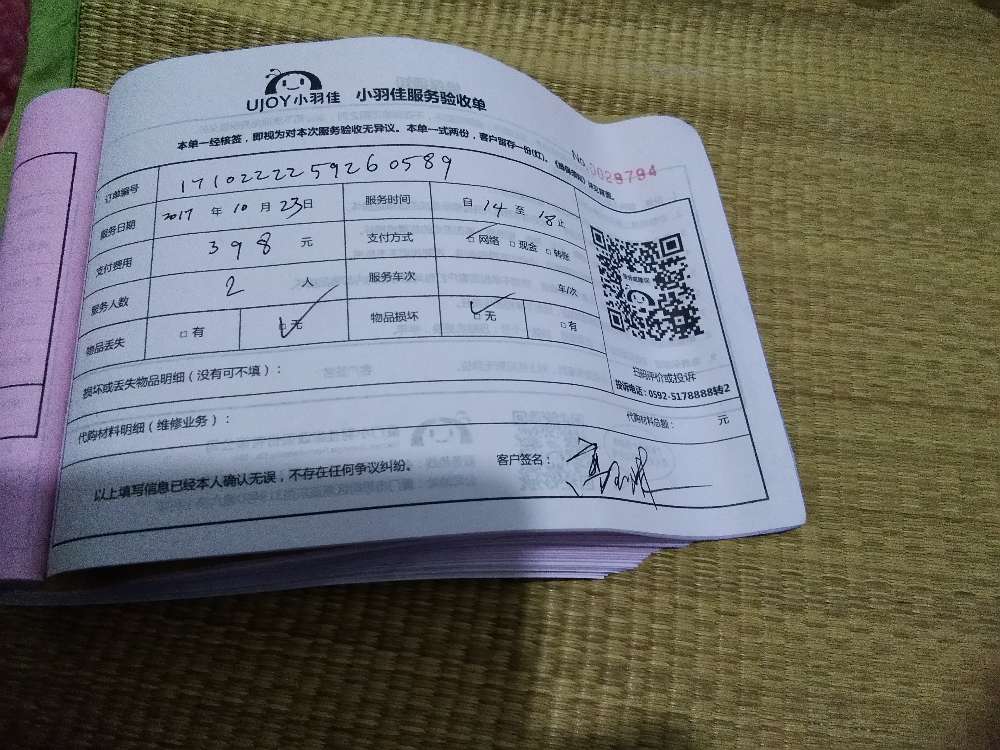 UJOY小羽佳 小羽佳服务验收单
本单一经核签，即视为对本次服务验收无异议。本单一式两份，客户留存一份(红)。
No 0028784
订单编号 1710222259260589
服务日期 2017 年 10 月 23 日 服务时间 自 14 至 18 止
支付费用 398 元 支付方式 □ 网络 □ 现金 □ 转账
服务人数 2 人 服务车次 车/次
物品丢失 □ 有 □ 无 物品损坏 □ 无 □ 有
扫码评价或投诉
投诉电话：0592-5178888转2
损坏或丢失物品明细（没有可不填）：
代购材料明细（维修业务）： 代购材料总额： 元
以上填写信息已经本人确认无误，不存在任何争议纠纷。 客户签名：